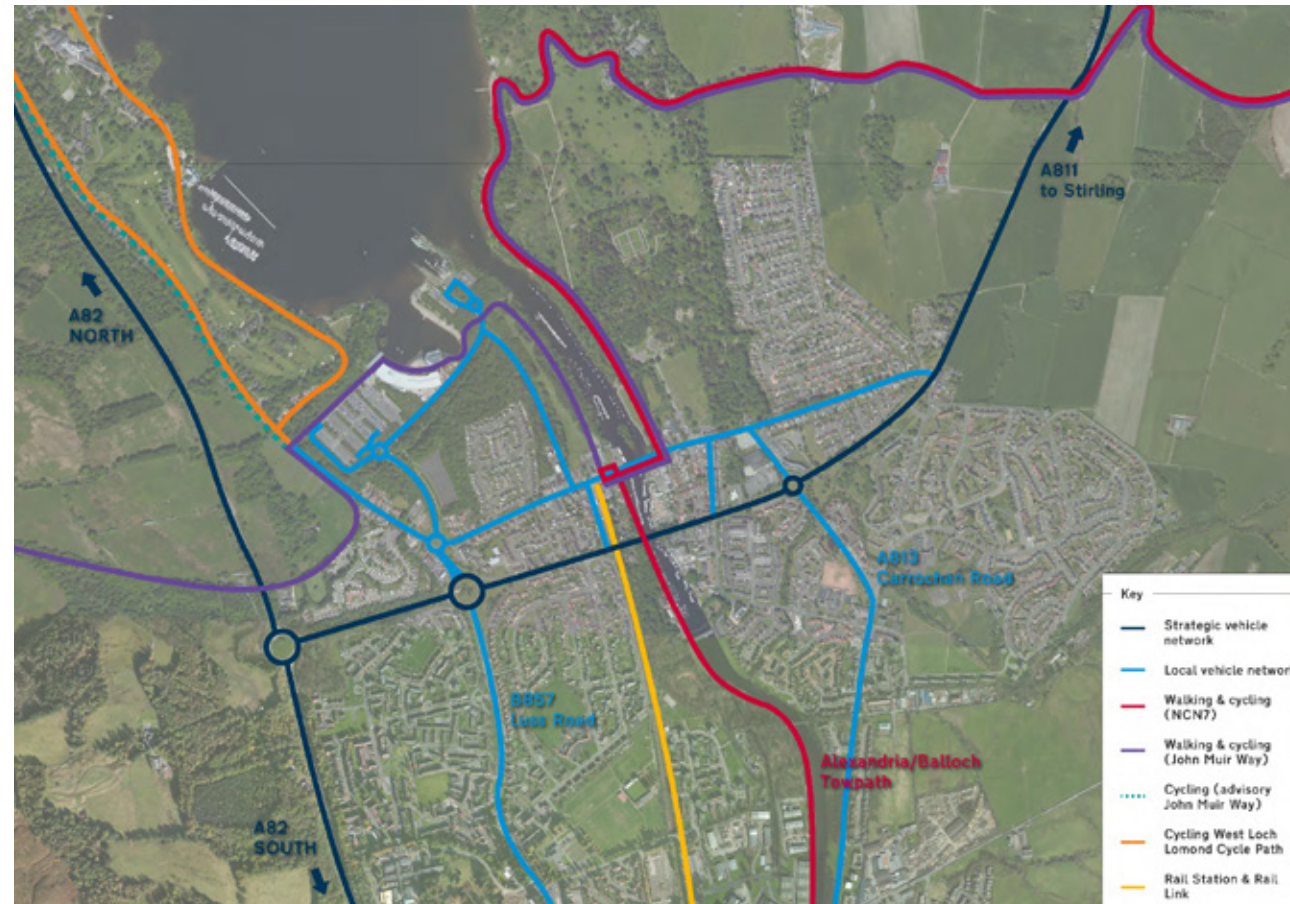 A811
to Stirling
A82
NORTH
A813
Carrochan Road
B857
Luss Road
Alexandria/Balloch
Towpath
A82
SOUTH
Key
Strategic vehicle
network
Local vehicle networ
Walking & cycling
(NCN7)
Walking & cycling
(John Muir Way)
Cycling (advisory
John Muir Way)
Cycling West Loch
Lomond Cycle Path
Rail Station & Rail
Link